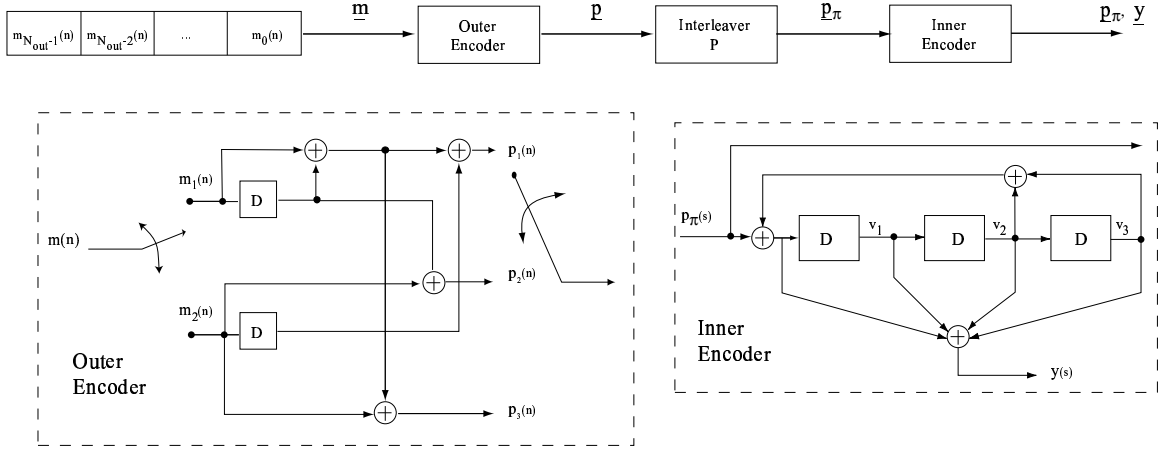 m_{N_out-1}(n) m_{N_out-2}(n) ... m_0(n)
m
Outer
Encoder
p
Interleaver
P
p_π
Inner
Encoder
p_π, y
m(n)
m_1(n)
D
m_2(n)
D
p_1(n)
p_2(n)
p_3(n)
Outer
Encoder
p_π(s)
D
v_1
D
v_2
D
v_3
y(s)
Inner
Encoder